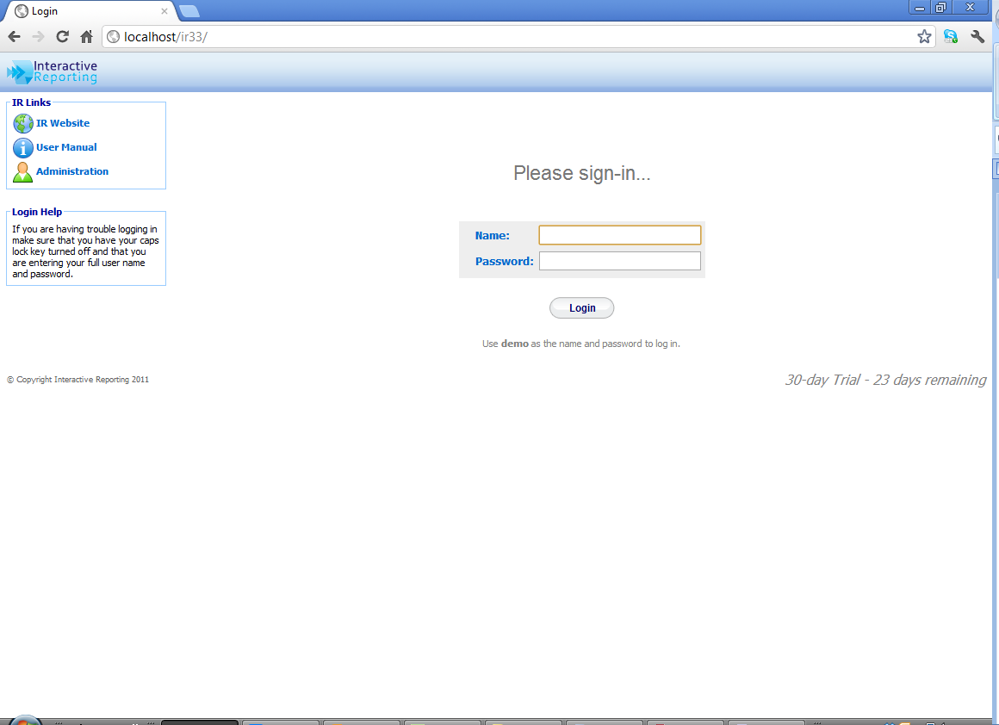 Login
localhost/ir33/
Interactive
Reporting
IR Links
IR Website
User Manual
Administration
Login Help
If you are having trouble logging in
make sure that you have your caps
lock key turned off and that you
are entering your full user name
and password.
Please sign-in...
Name:
Password:
Login
Use demo as the name and password to log in.
© Copyright Interactive Reporting 2011
30-day Trial - 23 days remaining